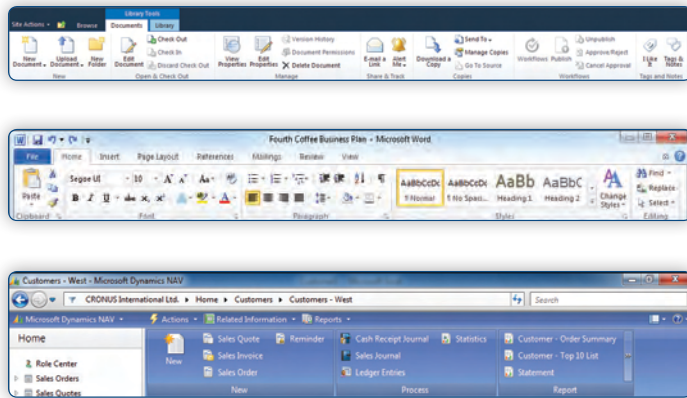 Library Tools
Site Actions Browse Documents Library
Check Out Version History Send To Unpublish
Check In Document Permissions Manage Copies Approve/Reject
New Document Upload Document New Folder Edit Document Discard Check Out View Properties Edit Properties Delete Document E-mail a Link Alert Me Download a Copy Go To Source Workflows Publish Cancel Approval I Like It Tags & Notes
New Open & Check Out Manage Share & Track Copies Workflows Tags and Notes
Fourth Coffee Business Plan - Microsoft Word
File Home Insert Page Layout References Mailings Review View
Segoe UI 10 Aa Find
Paste B I U abc AaBbCcDc AaBbCcDc AaBb AaBbC Change Styles Replace
¶ Normal ¶ No Spaci... Heading 1 Heading 2 Select
Clipboard Font Paragraph Styles Editing
Customers - West - Microsoft Dynamics NAV
CRONUS International Ltd. Home Customers Customers - West Search
Microsoft Dynamics NAV Actions Related Information Reports
Home New Sales Quote Reminder Cash Receipt Journal Statistics Customer - Order Summary
Role Center Sales Invoice Sales Journal Customer - Top 10 List
Sales Orders Sales Order Ledger Entries Statement
Sales Quotes New Process Report